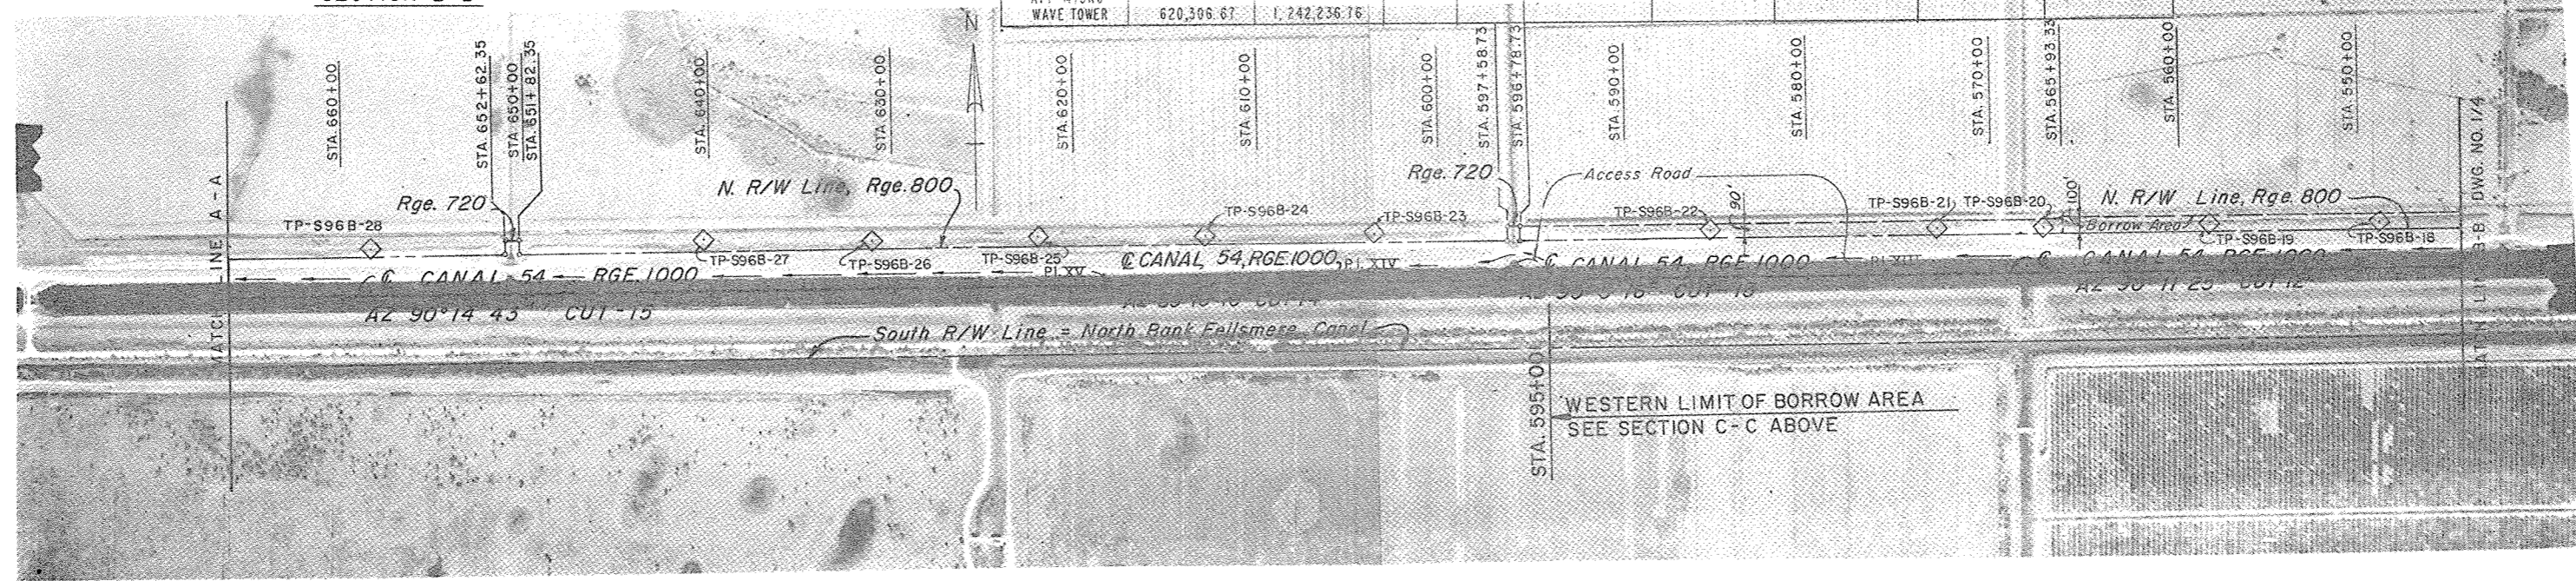 WAVE TOWER 620,306.67 1,242,236.76
N
STA. 660+00
STA. 652+62.35
STA. 650+00
STA. 651+82.35
STA. 640+00
STA. 630+00
STA. 620+00
STA. 610+00
STA. 600+00
STA. 597+58.73
STA. 596+78.73
STA. 590+00
STA. 580+00
STA. 570+00
STA. 565+93.33
STA. 560+00
STA. 550+00
MATCH LINE A-A
DWG. NO. 1/4
Rge. 720
N. R/W Line, Rge. 800
Rge. 720
Access Road
90'
100'
N. R/W Line, Rge. 800
Borrow Area
TP-S96B-28
TP-S96B-27
TP-S96B-26
TP-S96B-25
TP-S96B-24
TP-S96B-23
TP-S96B-22
TP-S96B-21
TP-S96B-20
TP-S96B-19
TP-S96B-18
℄ CANAL 54 RGE. 1000
P.I. XV
℄ CANAL 54, RGE 1000,
P.I. XIV
℄ CANAL 54 RGE 1000
CANAL 54 RGE 1000
AZ 90°14'43" CUT-15
South R/W Line = North Bank Fellsmere Canal
STA. 595+00
WESTERN LIMIT OF BORROW AREA
SEE SECTION C-C ABOVE